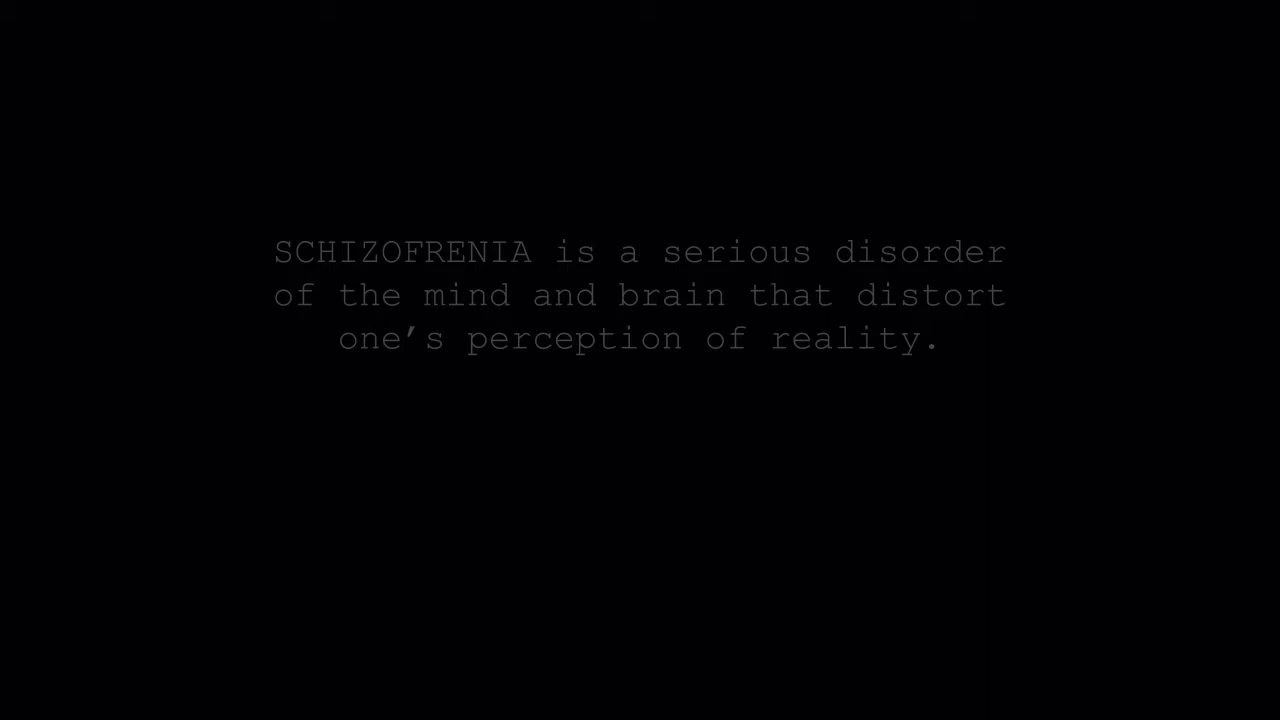 SCHIZOFRENIA is a serious disorder
of the mind and brain that distort
one’s perception of reality.